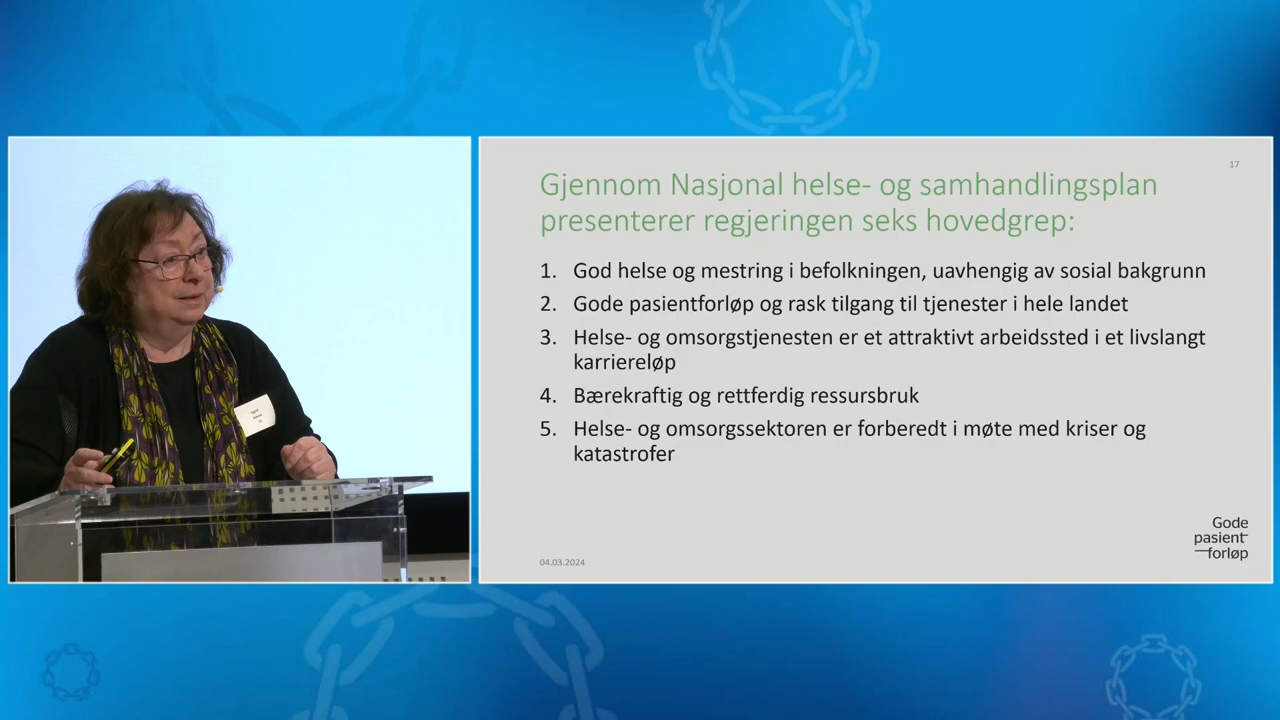 17
Gjennom Nasjonal helse- og samhandlingsplan
presenterer regjeringen seks hovedgrep:
1. God helse og mestring i befolkningen, uavhengig av sosial bakgrunn
2. Gode pasientforløp og rask tilgang til tjenester i hele landet
3. Helse- og omsorgstjenesten er et attraktivt arbeidssted i et livslangt
karriereløp
4. Bærekraftig og rettferdig ressursbruk
5. Helse- og omsorgssektoren er forberedt i møte med kriser og
katastrofer
Gode
pasient
forløp
04.03.2024